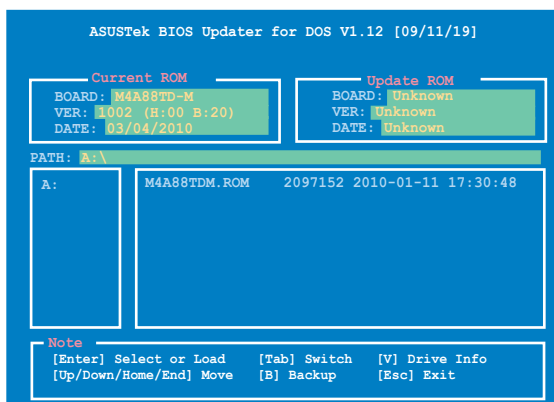 ASUSTek BIOS Updater for DOS V1.12 [09/11/19]
Current ROM
BOARD: M4A88TD-M
VER: 1002 (H:00 B:20)
DATE: 03/04/2010
Update ROM
BOARD: Unknown
VER: Unknown
DATE: Unknown
PATH: A:\
A:
M4A88TDM.ROM 2097152 2010-01-11 17:30:48
Note
[Enter] Select or Load [Tab] Switch [V] Drive Info
[Up/Down/Home/End] Move [B] Backup [Esc] Exit